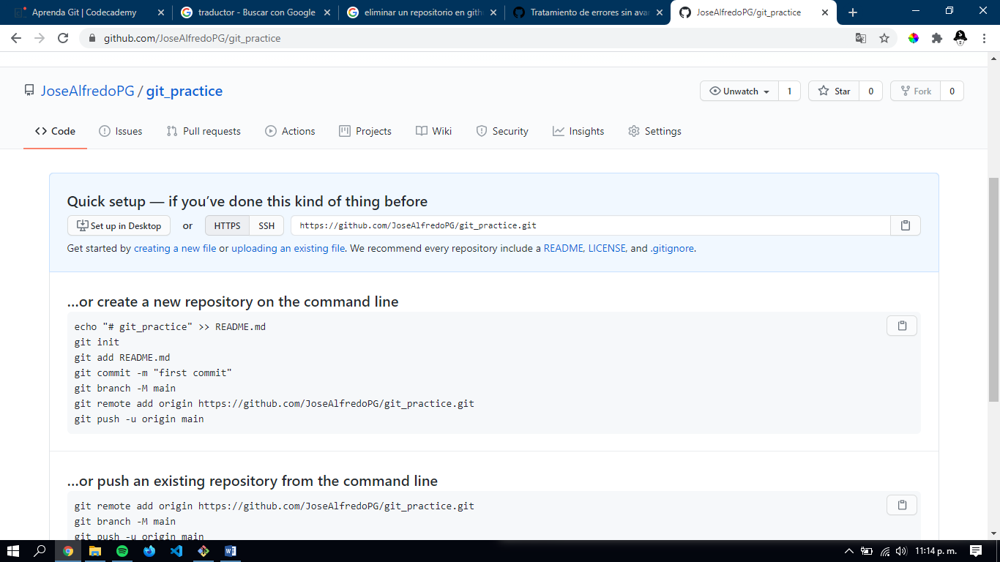 Aprenda Git | Codecademy
traductor - Buscar con Google
eliminar un repositorio en gith
Tratamiento de errores sin avan
JoseAlfredoPG/git_practice
github.com/JoseAlfredoPG/git_practice
JoseAlfredoPG / git_practice
Unwatch 1
Star 0
Fork 0
Code
Issues
Pull requests
Actions
Projects
Wiki
Security
Insights
Settings
Quick setup — if you’ve done this kind of thing before
Set up in Desktop or HTTPS SSH https://github.com/JoseAlfredoPG/git_practice.git
Get started by creating a new file or uploading an existing file. We recommend every repository include a README, LICENSE, and .gitignore.
…or create a new repository on the command line
echo "# git_practice" >> README.md
git init
git add README.md
git commit -m "first commit"
git branch -M main
git remote add origin https://github.com/JoseAlfredoPG/git_practice.git
git push -u origin main
…or push an existing repository from the command line
git remote add origin https://github.com/JoseAlfredoPG/git_practice.git
git branch -M main
git push -u origin main
11:14 p. m.